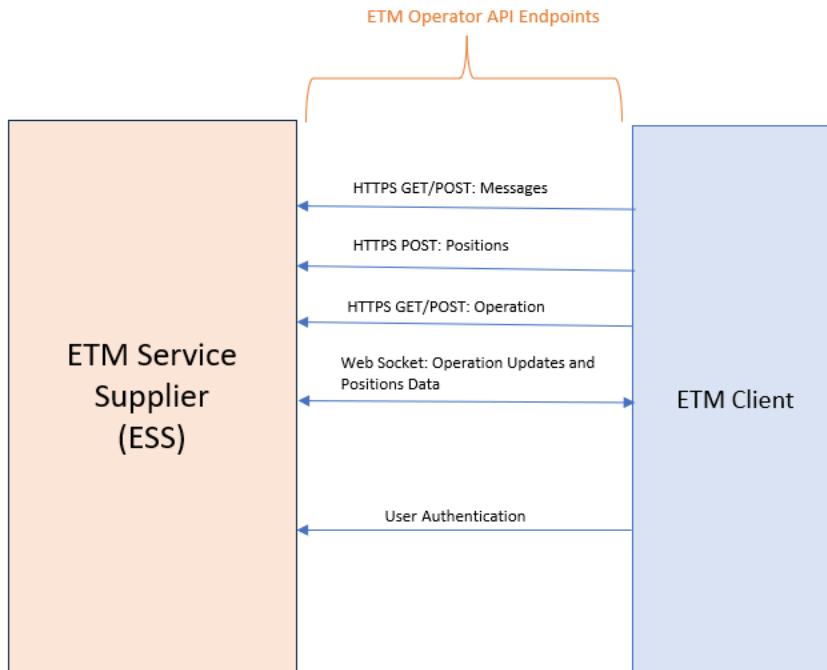 ETM Operator API Endpoints
HTTPS GET/POST: Messages
HTTPS POST: Positions
HTTPS GET/POST: Operation
Web Socket: Operation Updates and
Positions Data
User Authentication
ETM Service
Supplier
(ESS)
ETM Client